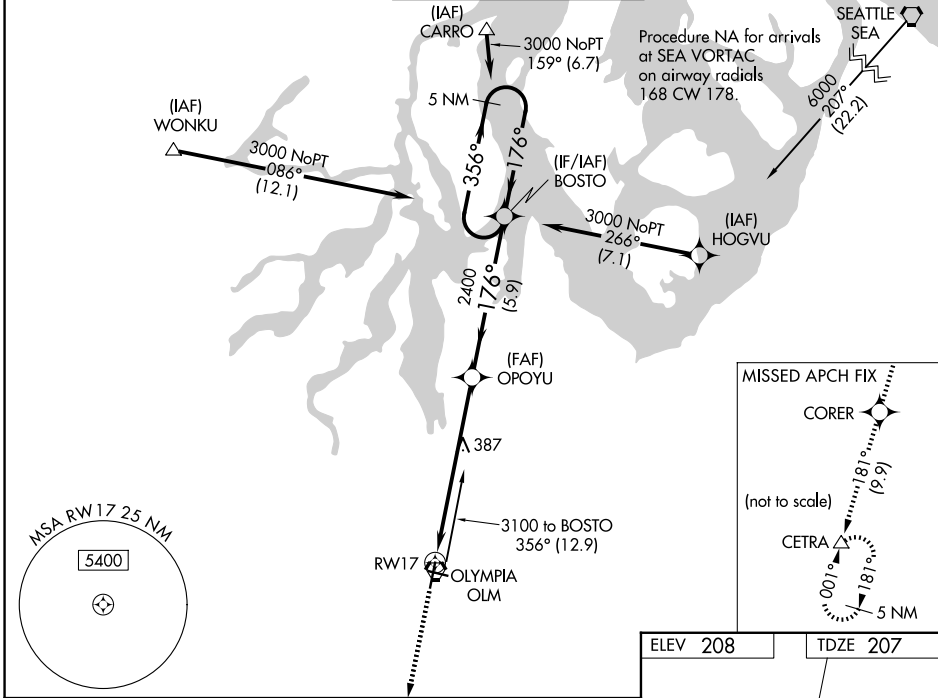 (IAF)
CARRO
3000 NoPT
159° (6.7)
Procedure NA for arrivals
at SEA VORTAC
on airway radials
168 CW 178.
SEATTLE
SEA
6000
207°
(22.2)
5 NM
(IAF)
WONKU
3000 NoPT
086°
(12.1)
356°
176°
(IF/IAF)
BOSTO
3000 NoPT
266°
(7.1)
(IAF)
HOGVU
2400
176°
(5.9)
(FAF)
OPOYU
387
3100 to BOSTO
356° (12.9)
RW17
OLYMPIA
OLM
MSA RW17 25 NM
5400
MISSED APCH FIX
CORER
181°
(9.9)
(not to scale)
CETRA
001°
181°
5 NM
ELEV 208
TDZE 207